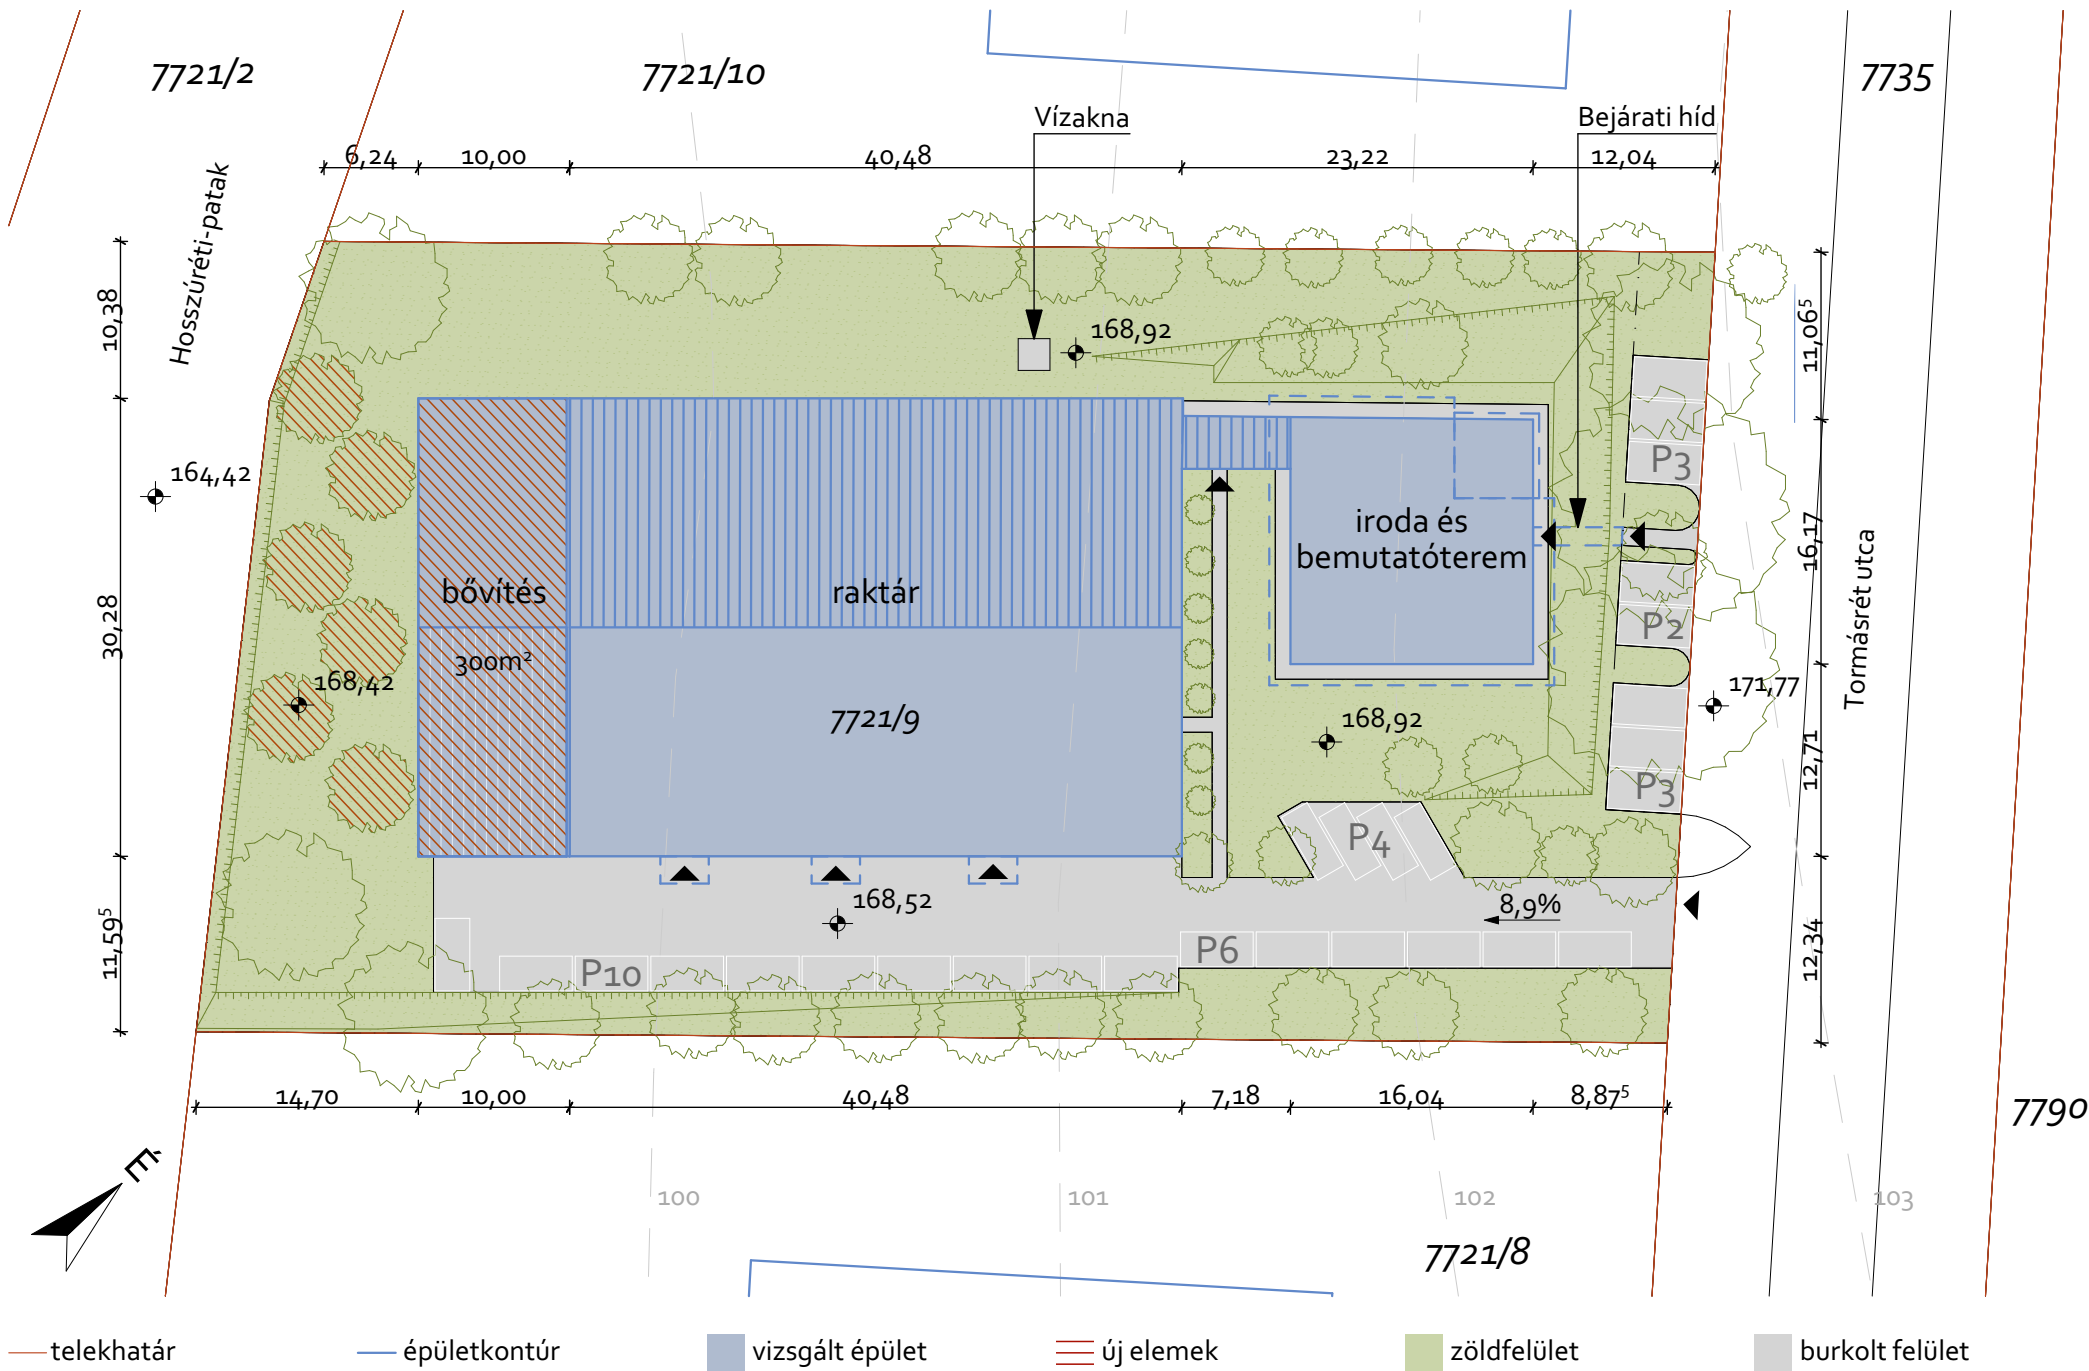 7721/2
7721/10
7735
Vízakna
Bejárati híd
6,24
10,00
40,48
23,22
12,04
Hosszúréti-patak
10,38
168,92
11,06⁵
164,42
P3
iroda és
bemutatóterem
16,17
bővítés
raktár
30,28
300m²
P2
Tormásrét utca
168,42
7721/9
168,92
171,77
12,71
P3
P4
168,52
8,9%
11,59⁵
P10
P6
12,34
14,70
10,00
40,48
7,18
16,04
8,87⁵
7790
É
100
101
102
103
7721/8
telekhatár
épületkontúr
vizsgált épület
új elemek
zöldfelület
burkolt felület